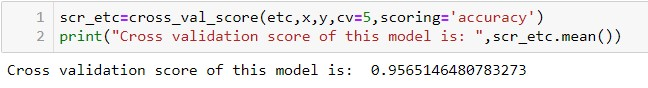 1 scr_etc=cross_val_score(etc,x,y,cv=5,scoring='accuracy')
2 print("Cross validation score of this model is: ",scr_etc.mean())
Cross validation score of this model is:  0.9565146480783273